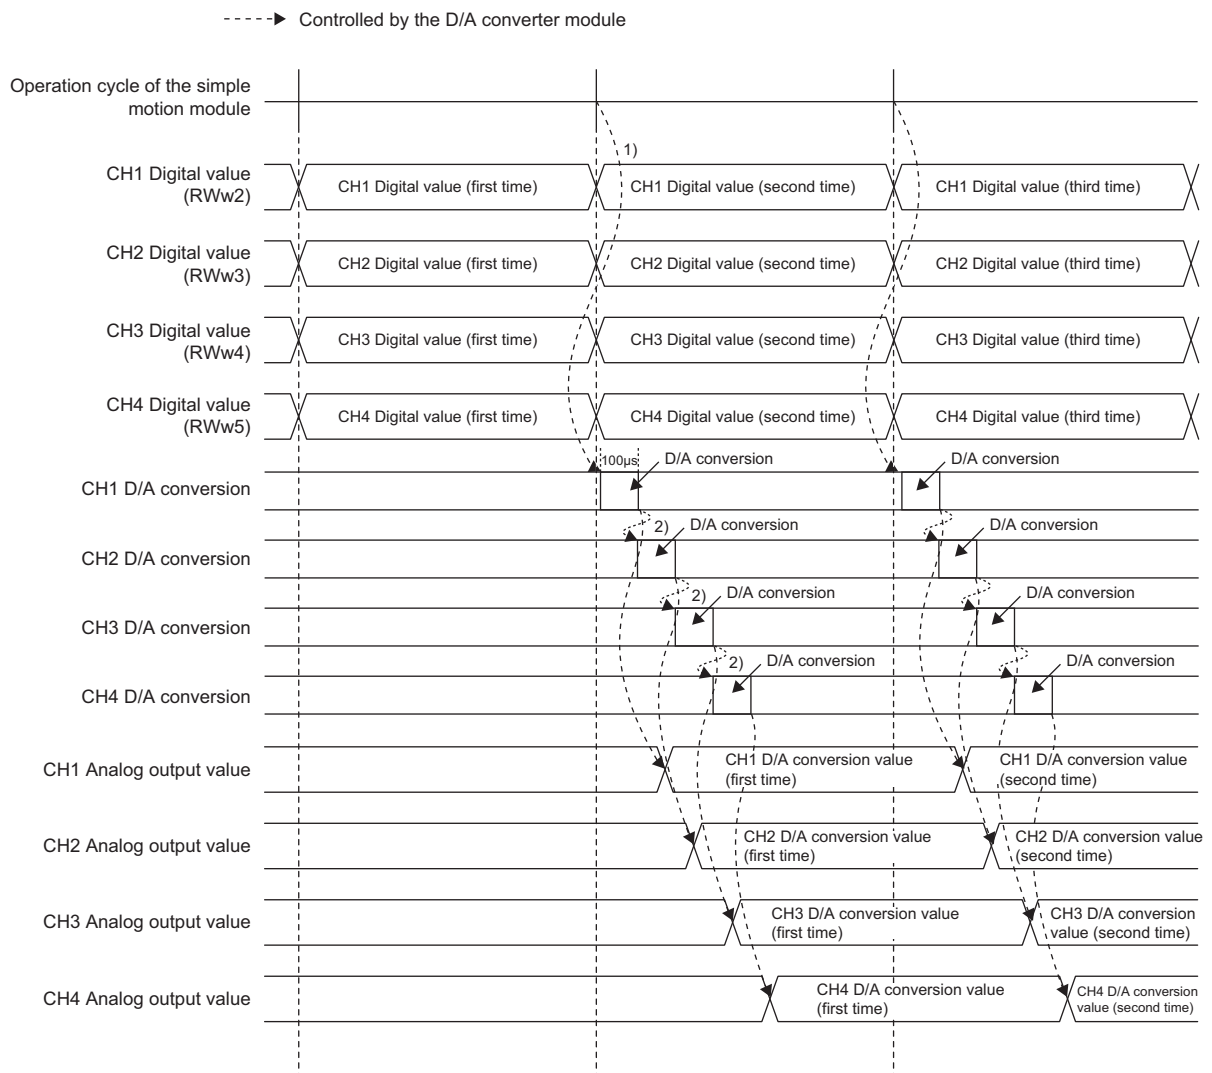 Controlled by the D/A converter module
Operation cycle of the simple
motion module
1)
CH1 Digital value
(RWw2)
CH1 Digital value (first time)
CH1 Digital value (second time)
CH1 Digital value (third time)
CH2 Digital value
(RWw3)
CH2 Digital value (first time)
CH2 Digital value (second time)
CH2 Digital value (third time)
CH3 Digital value
(RWw4)
CH3 Digital value (first time)
CH3 Digital value (second time)
CH3 Digital value (third time)
CH4 Digital value
(RWw5)
CH4 Digital value (first time)
CH4 Digital value (second time)
CH4 Digital value (third time)
100µs
D/A conversion
D/A conversion
CH1 D/A conversion
2)
D/A conversion
D/A conversion
CH2 D/A conversion
2)
D/A conversion
D/A conversion
CH3 D/A conversion
2)
D/A conversion
D/A conversion
CH4 D/A conversion
CH1 Analog output value
CH1 D/A conversion value
(first time)
CH1 D/A conversion value
(second time)
CH2 Analog output value
CH2 D/A conversion value
(first time)
CH2 D/A conversion value
(second time)
CH3 Analog output value
CH3 D/A conversion value
(first time)
CH3 D/A conversion
value (second time)
CH4 Analog output value
CH4 D/A conversion value
(first time)
CH4 D/A conversion
value (second time)